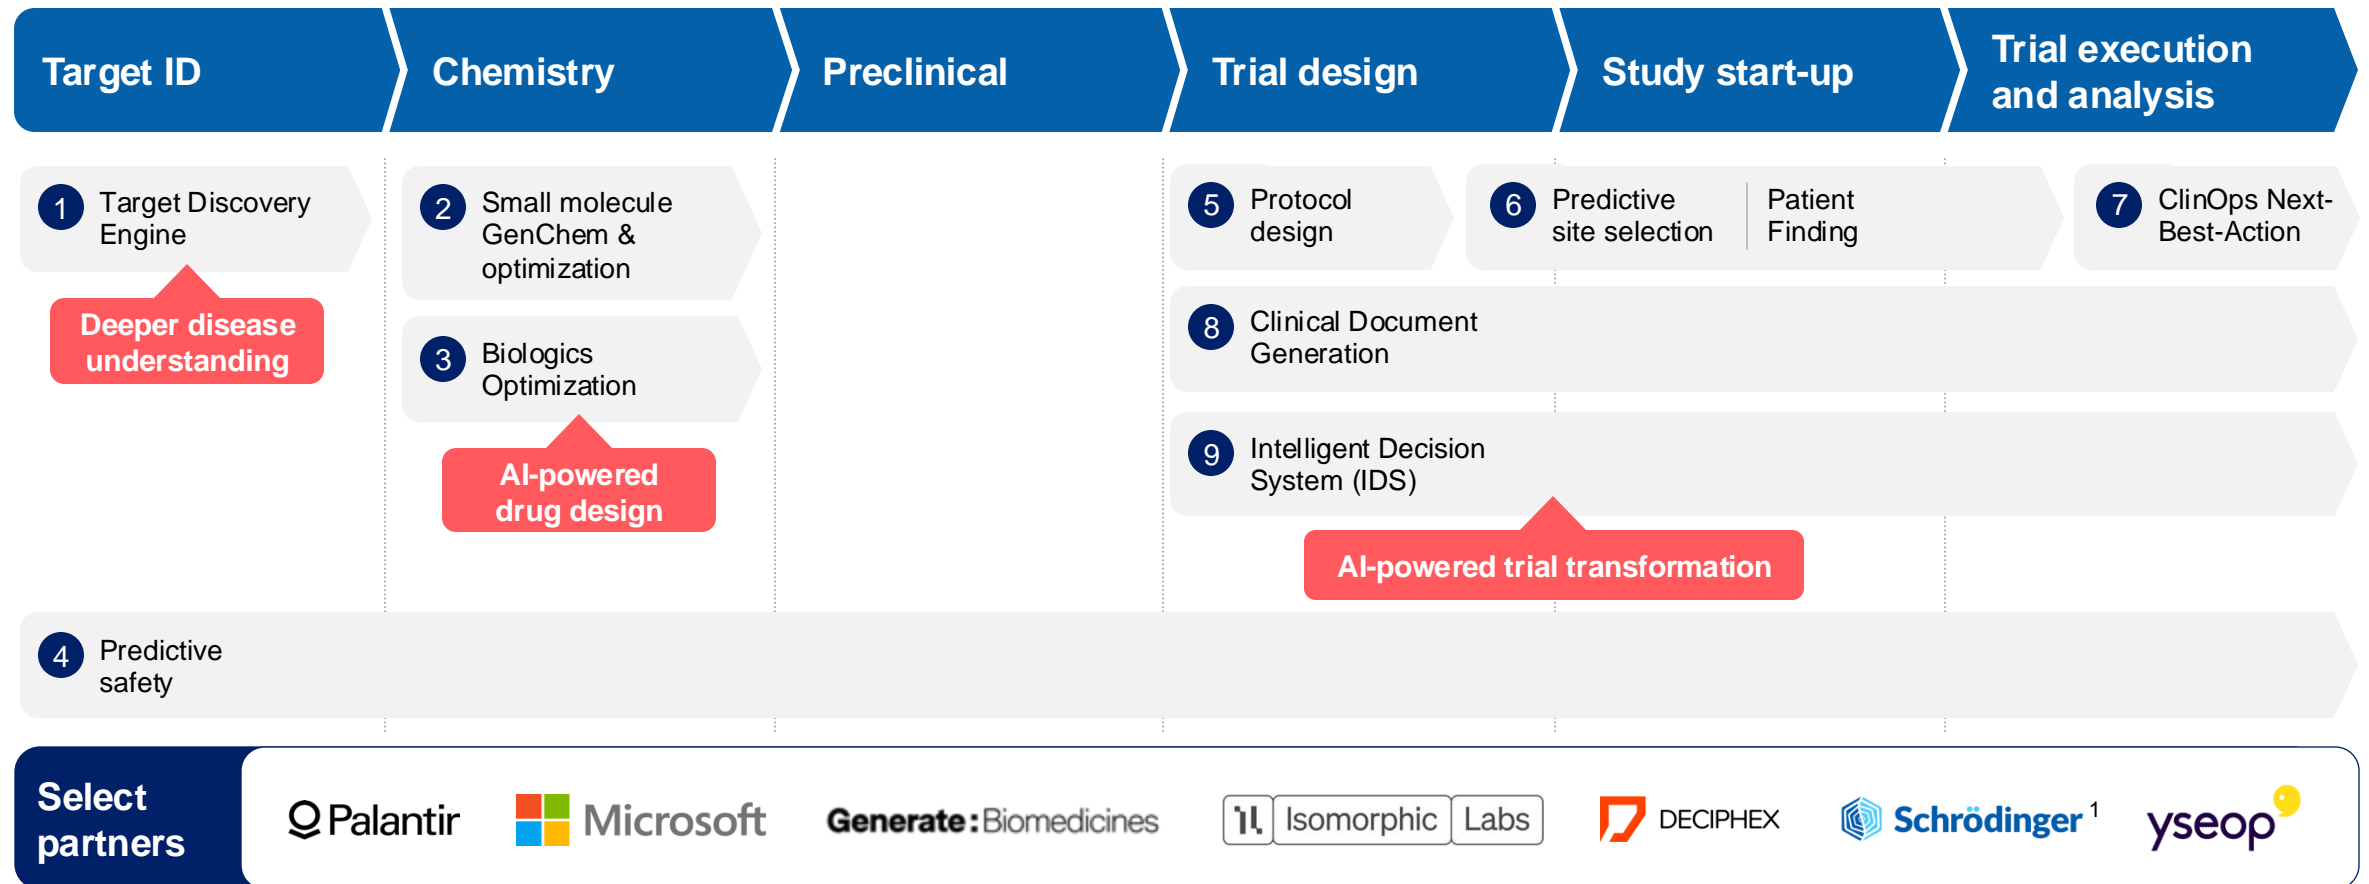 Target ID
Chemistry
Preclinical
Trial design
Study start-up
Trial execution
and analysis
1
Target Discovery
Engine
Deeper disease
understanding
2
Small molecule
GenChem &
optimization
3
Biologics
Optimization
AI-powered
drug design
5
Protocol
design
6
Predictive
site selection
Patient
Finding
7
ClinOps Next-
Best-Action
8
Clinical Document
Generation
9
Intelligent Decision
System (IDS)
AI-powered trial transformation
4
Predictive
safety
Select
partners
Palantir
Microsoft
Generate:Biomedicines
Isomorphic Labs
DECIPHEX
Schrödinger 1
yseop